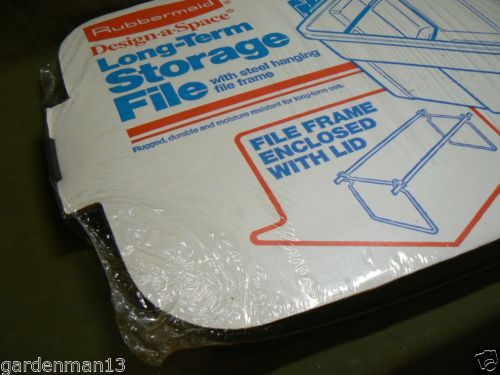 Rubbermaid®
Design-a-Space®
Long-Term
Storage
File with steel hanging
file frame
Rugged, durable and moisture resistant for long-term use.
FILE FRAME
ENCLOSED
WITH LID
gardenman13